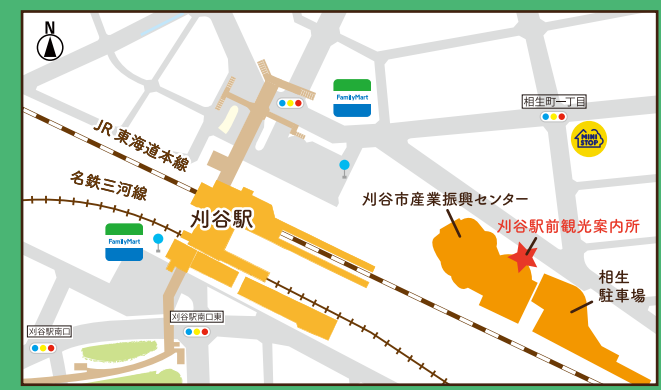 N
FamilyMart
相生町一丁目
MINI
STOP
JR 東海道本線
名鉄三河線
刈谷駅
刈谷市産業振興センター
刈谷駅前観光案内所
FamilyMart
相生
駐車場
刈谷駅南口東
刈谷駅南口